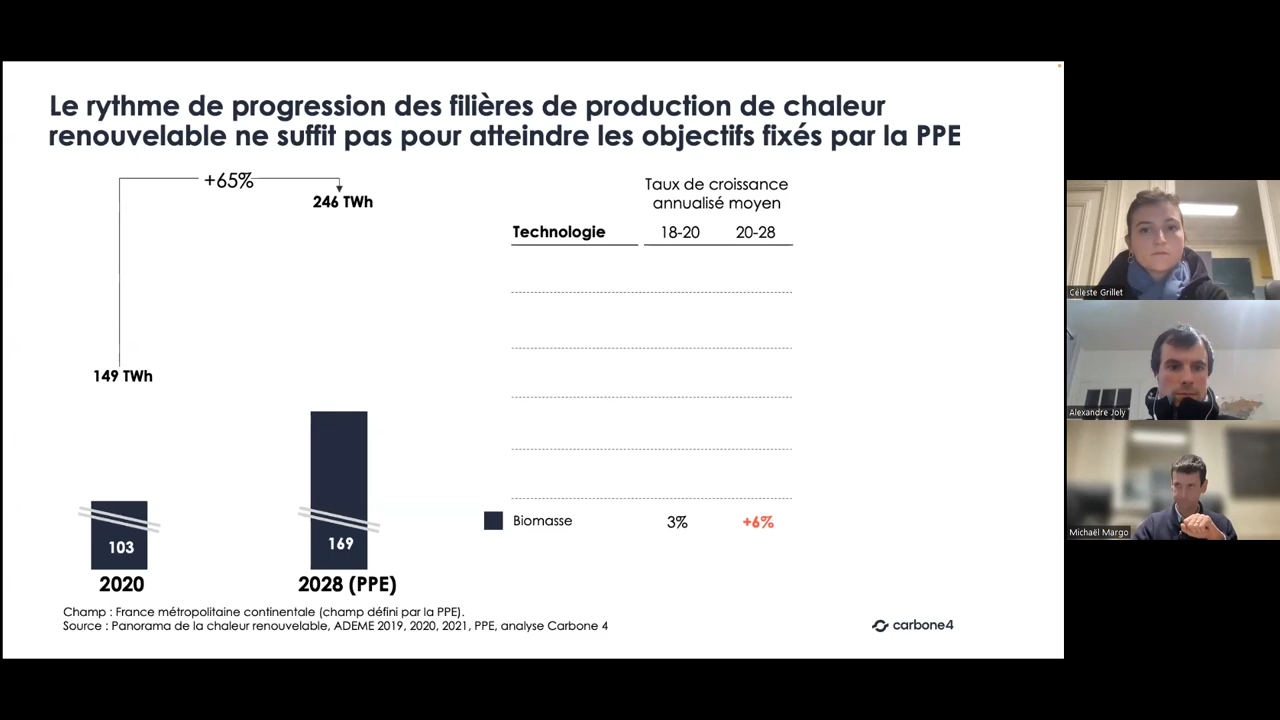 Le rythme de progression des filières de production de chaleur
renouvelable ne suffit pas pour atteindre les objectifs fixés par la PPE
+65%
246 TWh
149 TWh
103
169
2020
2028 (PPE)
Taux de croissance
annualisé moyen
Technologie 18-20 20-28
Biomasse 3% +6%
Champ : France métropolitaine continentale (champ défini par la PPE).
Source : Panorama de la chaleur renouvelable, ADEME 2019, 2020, 2021, PPE, analyse Carbone 4
carbone4
Céleste Grillet
Alexandre Joly
Michaël Margo